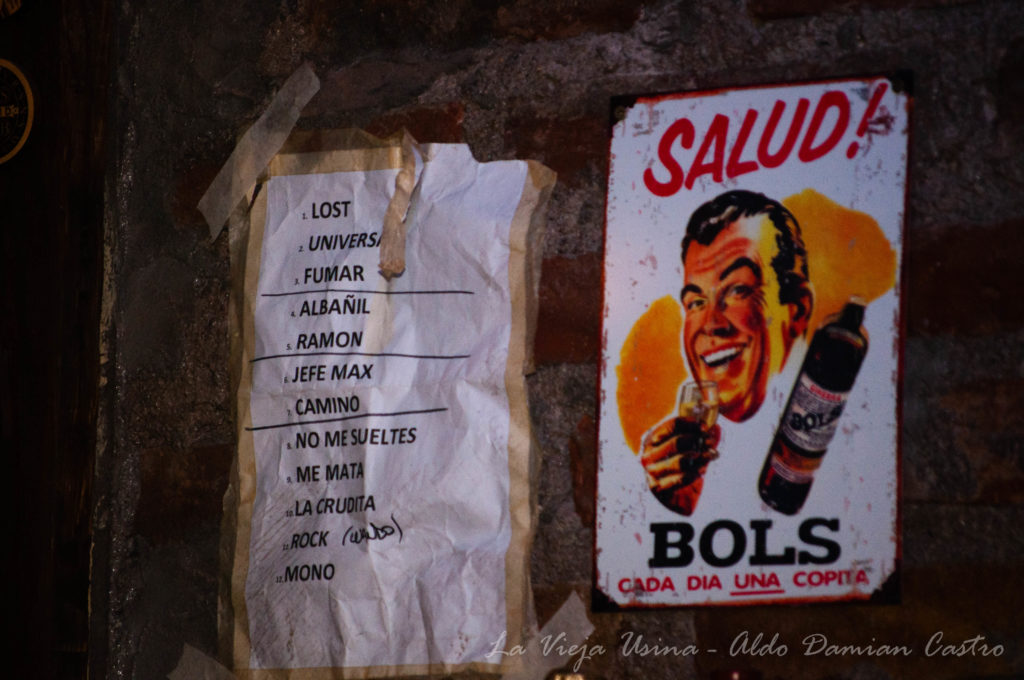 1. LOST
2. UNIVERSA
3. FUMAR
4. ALBAÑIL
5. RAMON
6. JEFE MAX
7. CAMINO
8. NO ME SUELTES
9. ME MATA
10. LA CRUDITA
11. ROCK
12. MONO
SALUD!
BOLS
BOLS
CADA DIA UNA COPITA
La Vieja Usina - Aldo Damian Castro